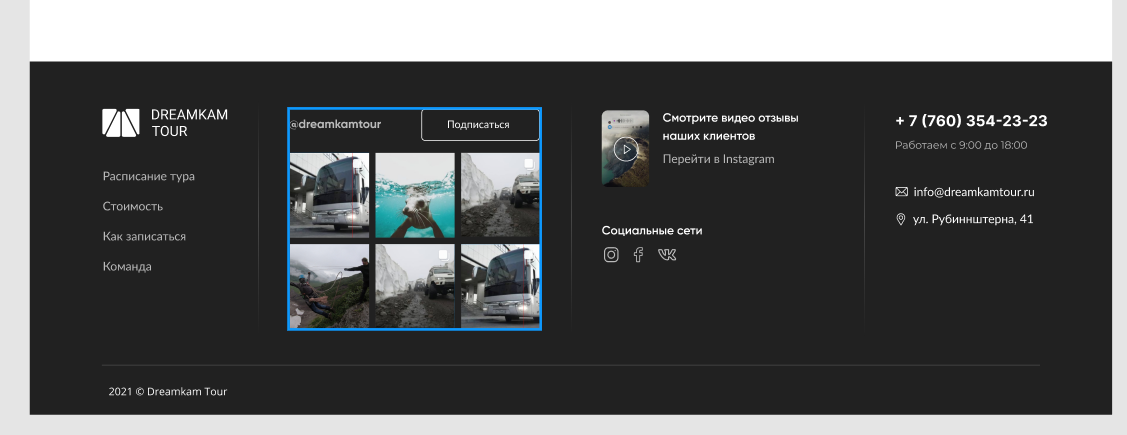 DREAMKAM
TOUR
Расписание тура
Стоимость
Как записаться
Команда
@dreamkamtour
Подписаться
Смотрите видео отзывы
наших клиентов
Перейти в Instagram
Социальные сети
+ 7 (760) 354-23-23
Работаем с 9:00 до 18:00
info@dreamkamtour.ru
ул. Рубиннштерна, 41
2021 © Dreamkam Tour